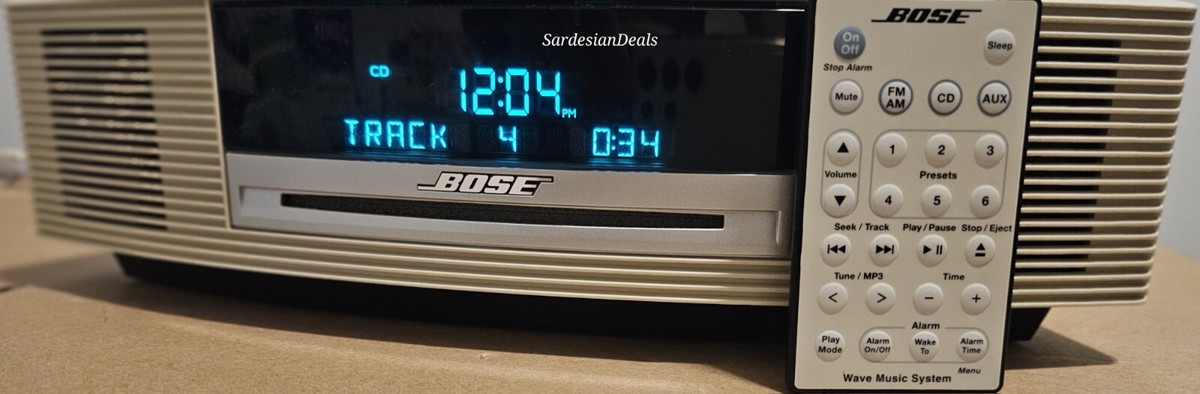 SardesianDeals
CD
12:04 PM
TRACK 4 0:34
BOSE
BOSE
On Off Sleep
Stop Alarm
Mute FM AM CD AUX
▲ 1 2 3
Volume Presets
▼ 4 5 6
Seek / Track Play / Pause Stop / Eject
Tune / MP3 Time
< > − +
Alarm
Play Mode Alarm On/Off Wake To Alarm Time
Menu
Wave Music System